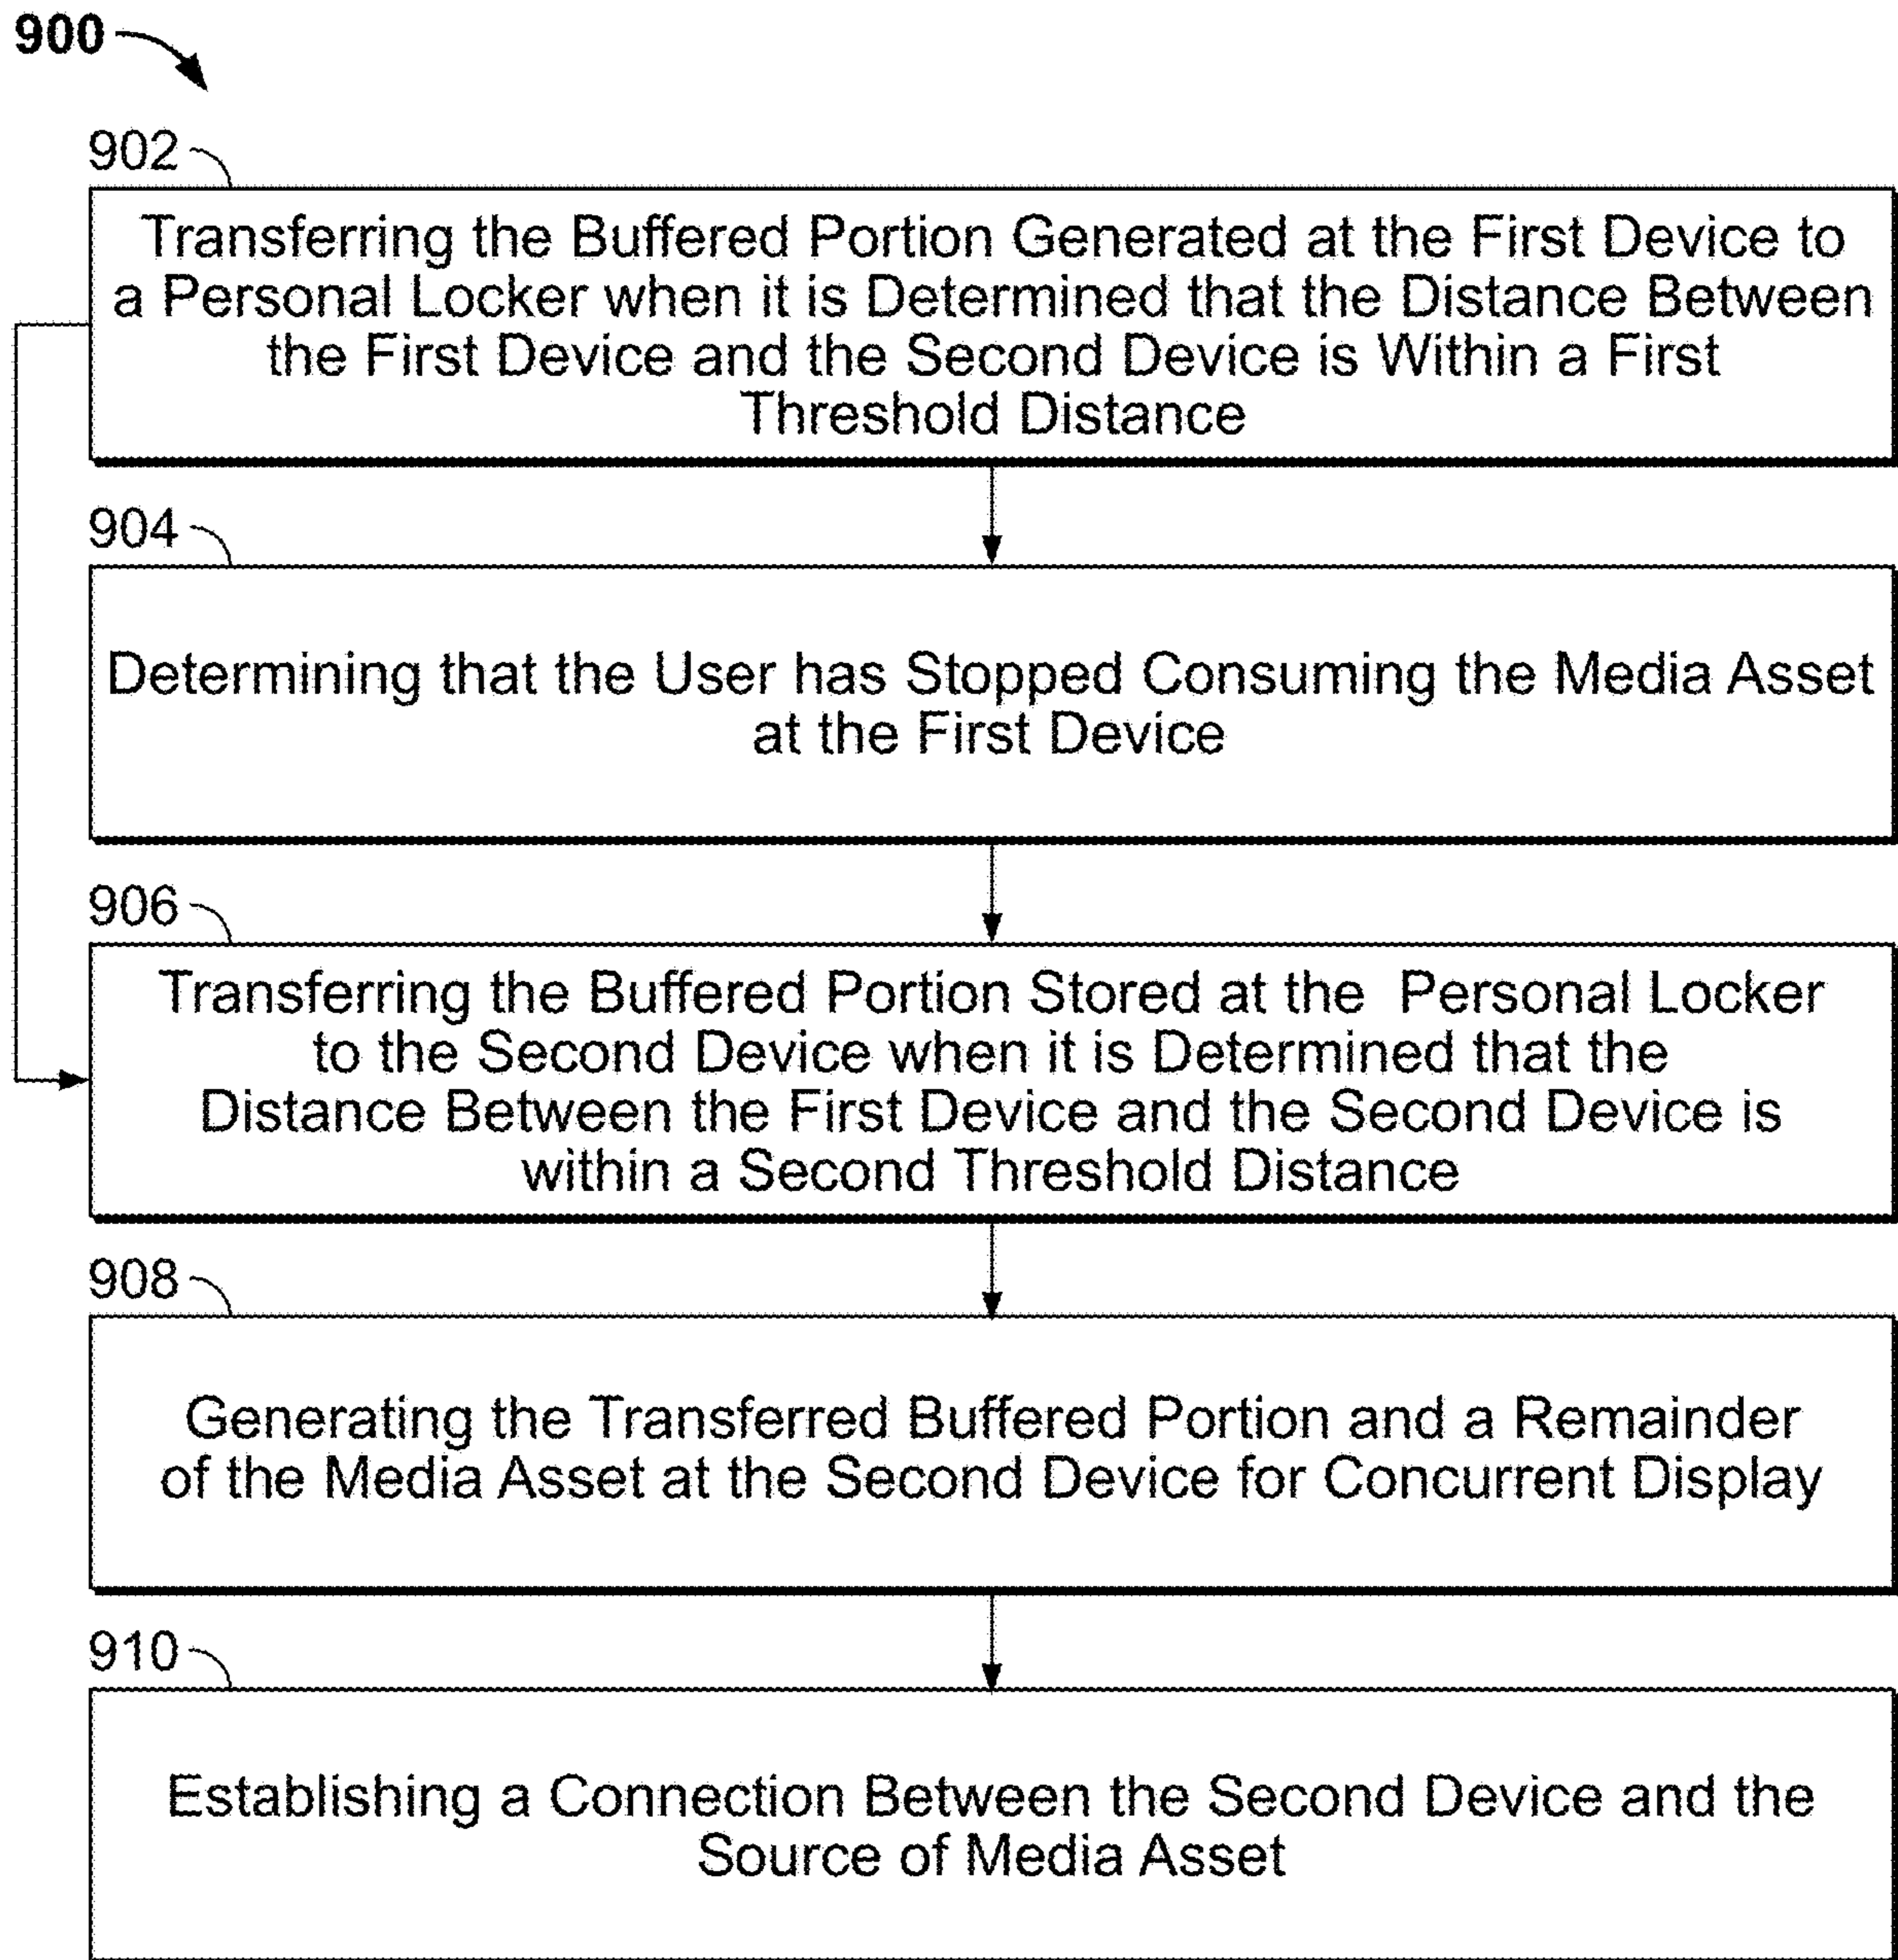 900
902
Transferring the Buffered Portion Generated at the First Device to
a Personal Locker when it is Determined that the Distance Between
the First Device and the Second Device is Within a First
Threshold Distance
904
Determining that the User has Stopped Consuming the Media Asset
at the First Device
906
Transferring the Buffered Portion Stored at the Personal Locker
to the Second Device when it is Determined that the
Distance Between the First Device and the Second Device is
within a Second Threshold Distance
908
Generating the Transferred Buffered Portion and a Remainder
of the Media Asset at the Second Device for Concurrent Display
910
Establishing a Connection Between the Second Device and the
Source of Media Asset